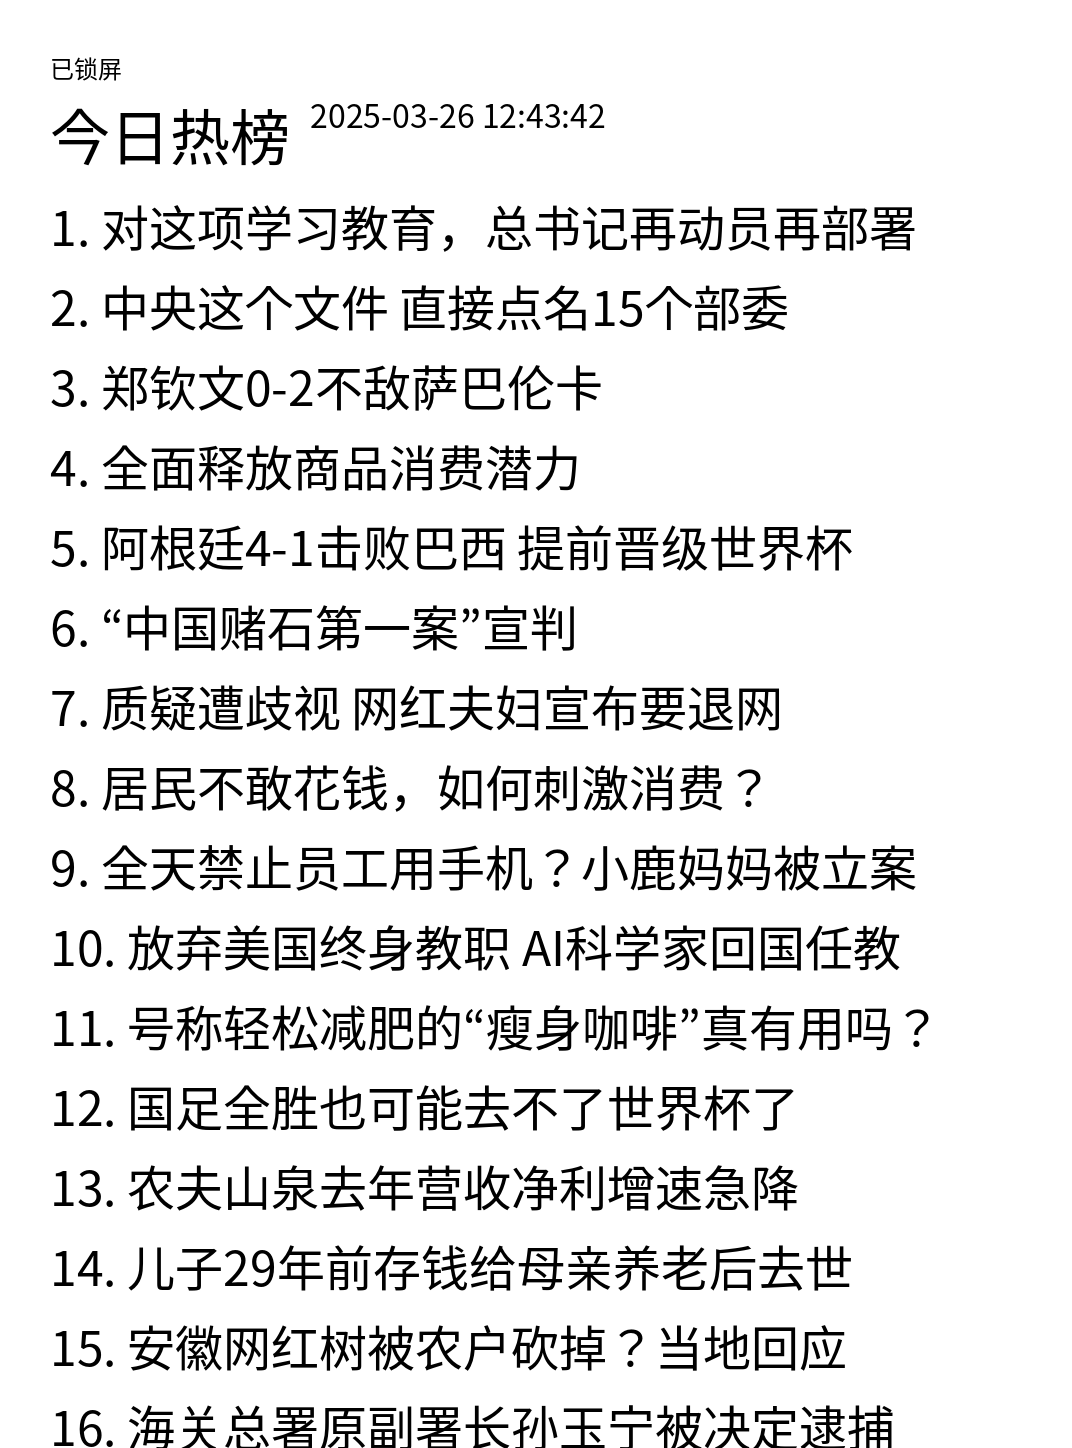 已锁屏
今日热榜 2025-03-26 12:43:42
1. 对这项学习教育，总书记再动员再部署
2. 中央这个文件 直接点名15个部委
3. 郑钦文0-2不敌萨巴伦卡
4. 全面释放商品消费潜力
5. 阿根廷4-1击败巴西 提前晋级世界杯
6. “中国赌石第一案”宣判
7. 质疑遭歧视 网红夫妇宣布要退网
8. 居民不敢花钱，如何刺激消费？
9. 全天禁止员工用手机？小鹿妈妈被立案
10. 放弃美国终身教职 AI科学家回国任教
11. 号称轻松减肥的“瘦身咖啡”真有用吗？
12. 国足全胜也可能去不了世界杯了
13. 农夫山泉去年营收净利增速急降
14. 儿子29年前存钱给母亲养老后去世
15. 安徽网红树被农户砍掉？当地回应
16. 海关总署原副署长孙玉宁被决定逮捕